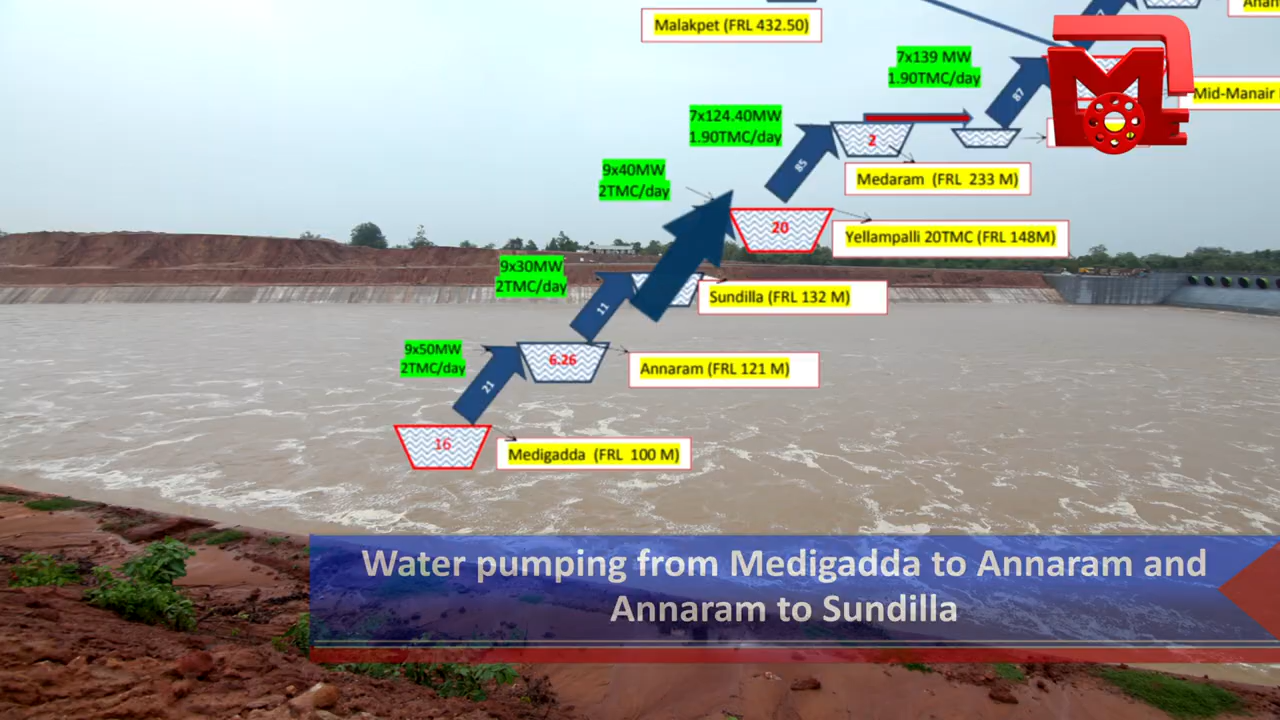 Malakpet (FRL 432.50)
7x139 MW
1.90TMC/day
87
Mid-Manair
7x124.40MW
1.90TMC/day
2
85
Medaram (FRL 233 M)
9x40MW
2TMC/day
20
Yellampalli 20TMC (FRL 148M)
9x30MW
2TMC/day
11
Sundilla (FRL 132 M)
9x50MW
2TMC/day
6.26
21
Annaram (FRL 121 M)
16
Medigadda (FRL 100 M)
Water pumping from Medigadda to Annaram and
Annaram to Sundilla